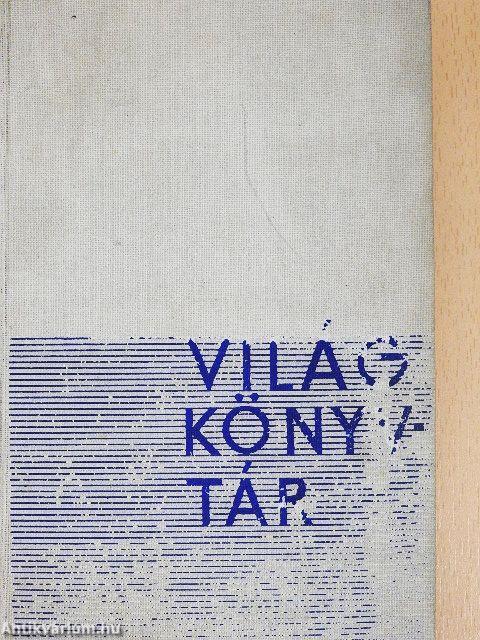 VILÁG
KÖNYV
TÁR
Antikvarium.hu